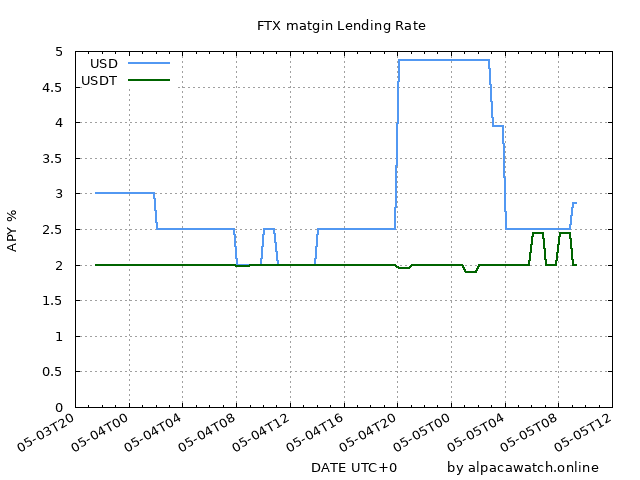 FTX matgin Lending Rate
USD
USDT
5
4.5
4
3.5
3
2.5
2
1.5
1
0.5
0
APY %
05-03T20
05-04T00
05-04T04
05-04T08
05-04T12
05-04T16
05-04T20
05-05T00
05-05T04
05-05T08
05-05T12
DATE UTC+0
by alpacawatch.online